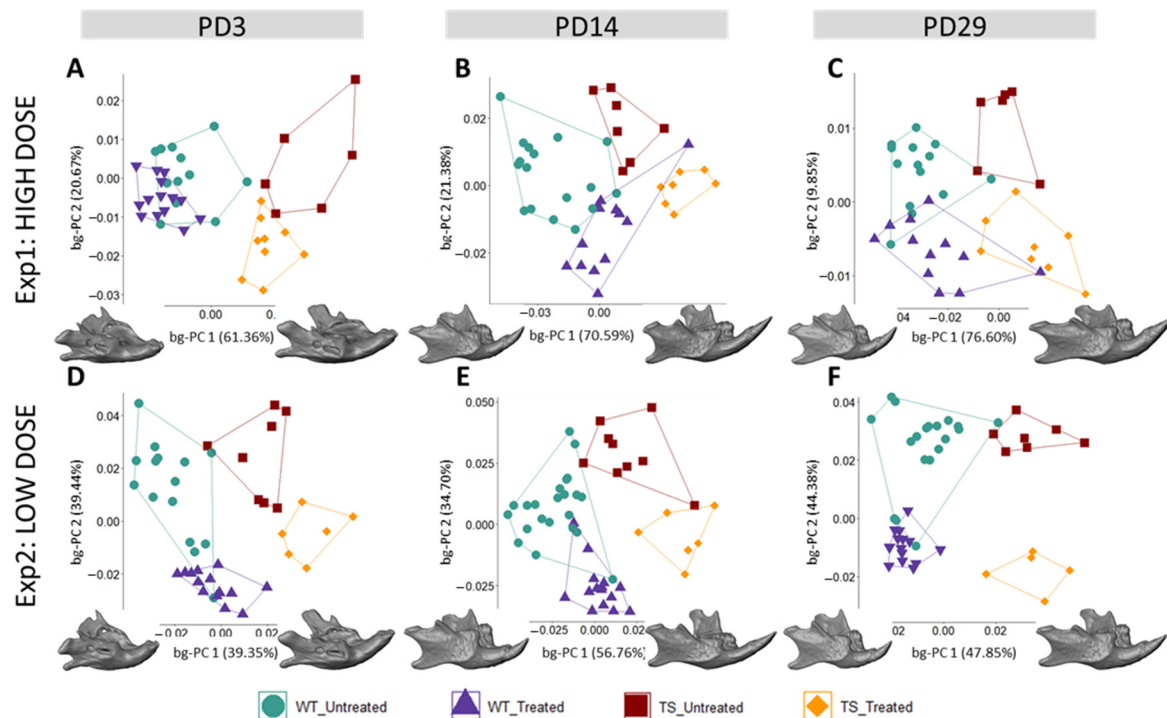 PD3 PD14 PD29
Exp1: HIGH DOSE
A
bg-PC 2 (20.67%)
0.02
0.01
0.00
−0.01
−0.02
−0.03
0.00 0.
bg-PC 1 (61.36%)
B
bg-PC 2 (21.38%)
0.02
0.00
−0.02
−0.03 0.00
bg-PC 1 (70.59%)
C
bg-PC 2 (9.85%)
0.01
0.00
−0.01
04 −0.02 0.00
bg-PC 1 (76.60%)
Exp2: LOW DOSE
D
bg-PC 2 (39.44%)
0.04
0.02
0.00
−0.02
−0.02 0.00 0.02
bg-PC 1 (39.35%)
E
bg-PC 2 (34.70%)
0.050
0.025
0.000
−0.025
−0.025 0.000 0.02
bg-PC 1 (56.76%)
F
bg-PC 2 (44.38%)
0.04
0.02
0.00
−0.02
02 0.00 0.02
bg-PC 1 (47.85%)
WT_Untreated WT_Treated TS_Untreated TS_Treated